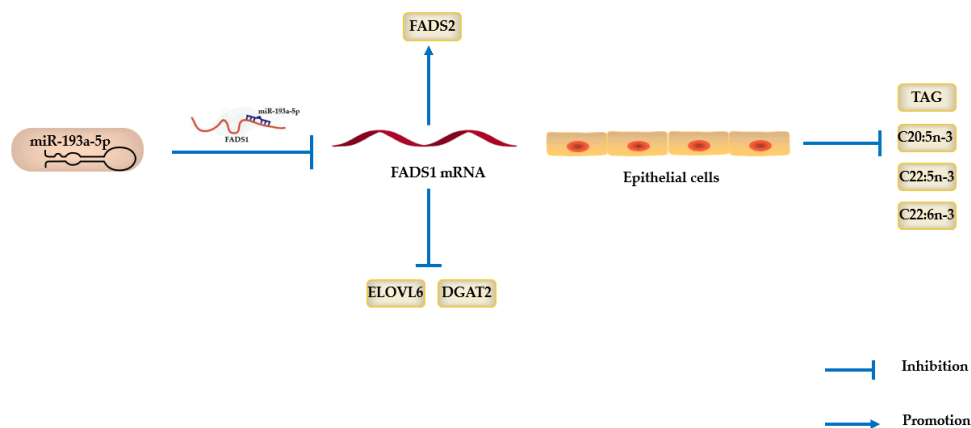 FADS2
miR-193a-5p
miR-193a-5p
FADS1
FADS1 mRNA
Epithelial cells
TAG
C20:5n-3
C22:5n-3
C22:6n-3
ELOVL6
DGAT2
Inhibition
Promotion